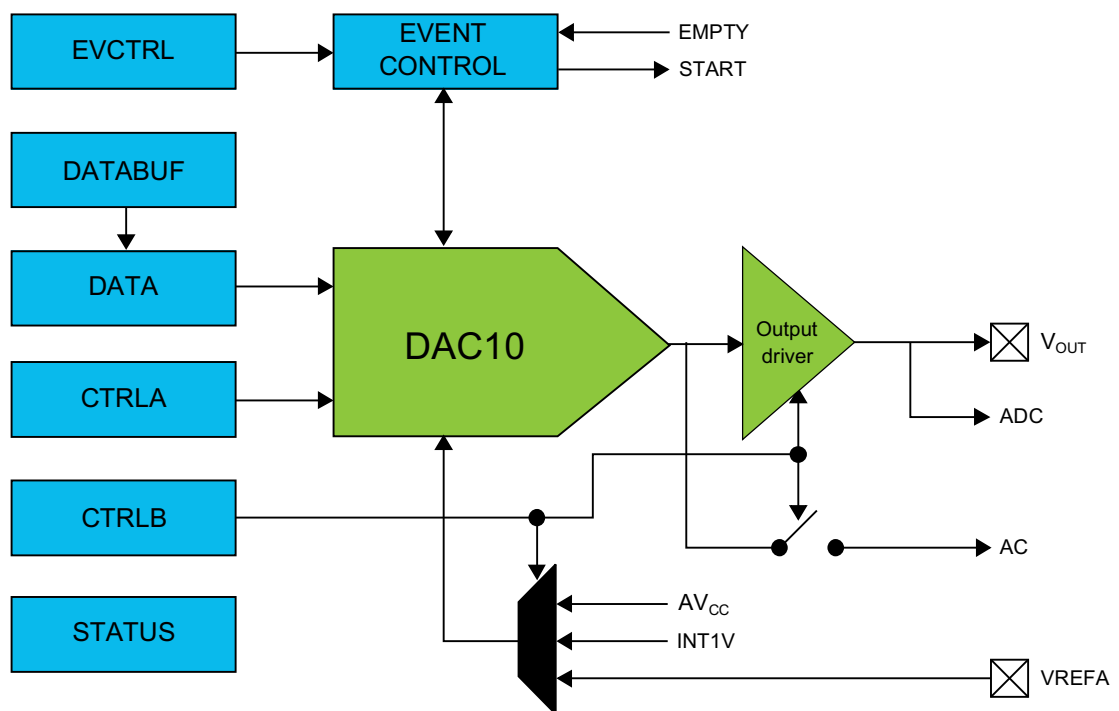 EVCTRL
EVENT
CONTROL
EMPTY
START
DATABUF
DATA
DAC10
Output
driver
VOUT
CTRLA
ADC
CTRLB
AC
STATUS
AVCC
INT1V
VREFA